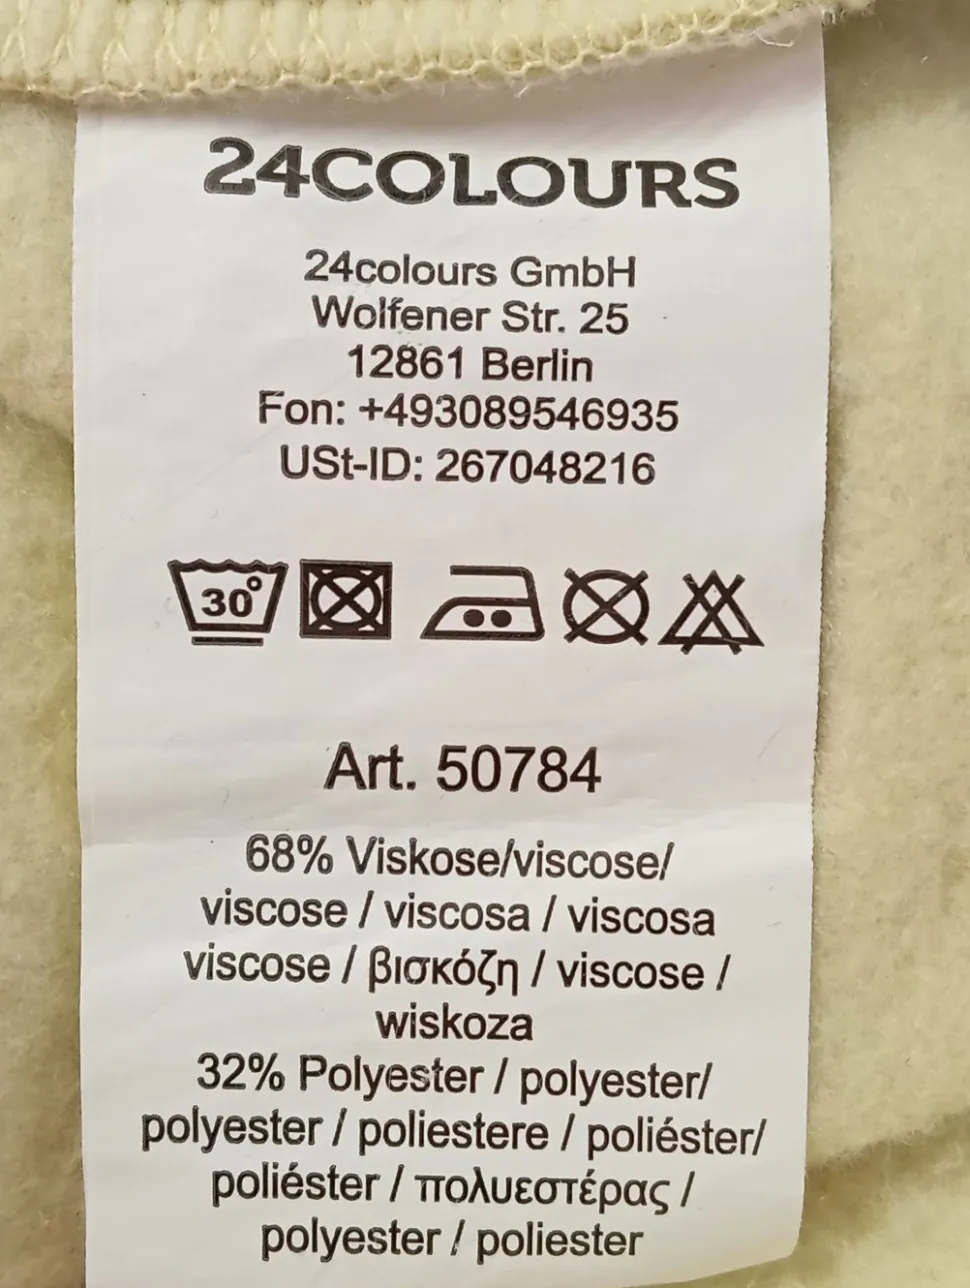 24COLOURS
24colours GmbH
Wolfener Str. 25
12861 Berlin
Fon: +493089546935
USt-ID: 267048216
30°
Art. 50784
68% Viskose/viscose/
viscose / viscosa / viscosa
viscose / βισκόζη / viscose /
wiskoza
32% Polyester / polyester/
polyester / poliestere / poliéster/
poliéster / πολυεστέρας /
polyester / poliester